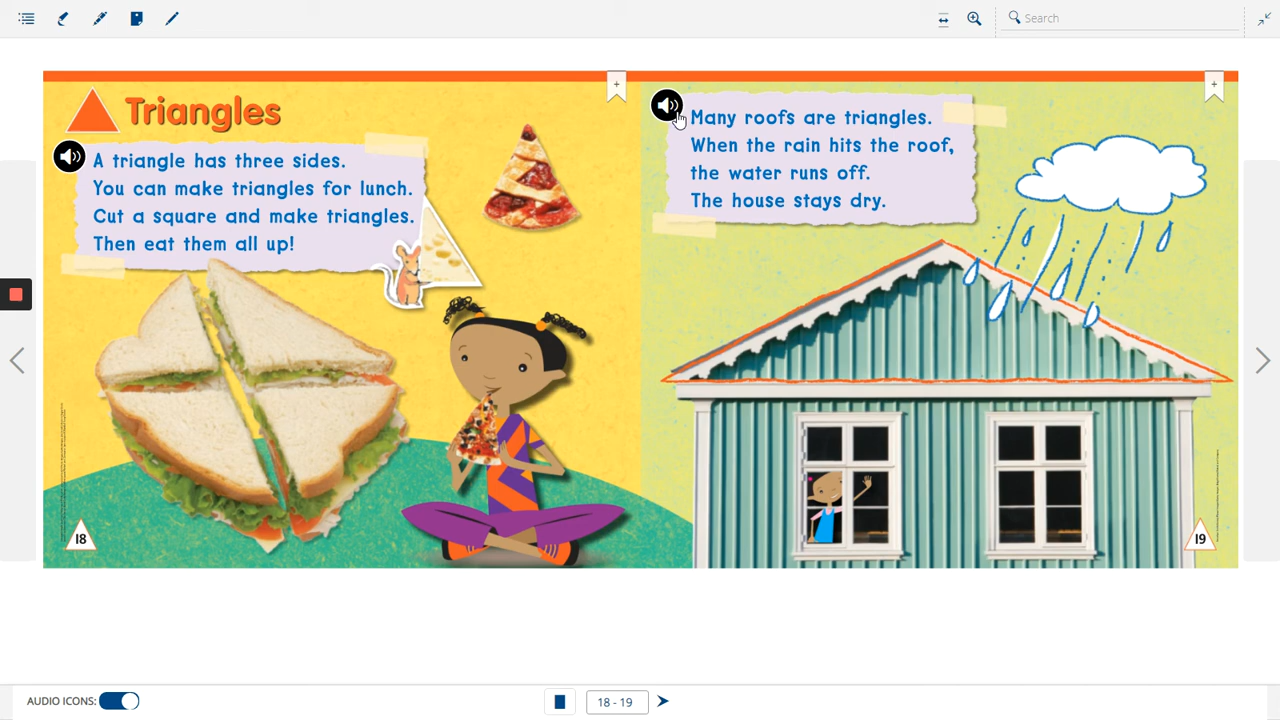 Search
Triangles
A triangle has three sides.
You can make triangles for lunch.
Cut a square and make triangles.
Then eat them all up!
18
Many roofs are triangles.
When the rain hits the roof,
the water runs off.
The house stays dry.
19
AUDIO ICONS:
18 - 19